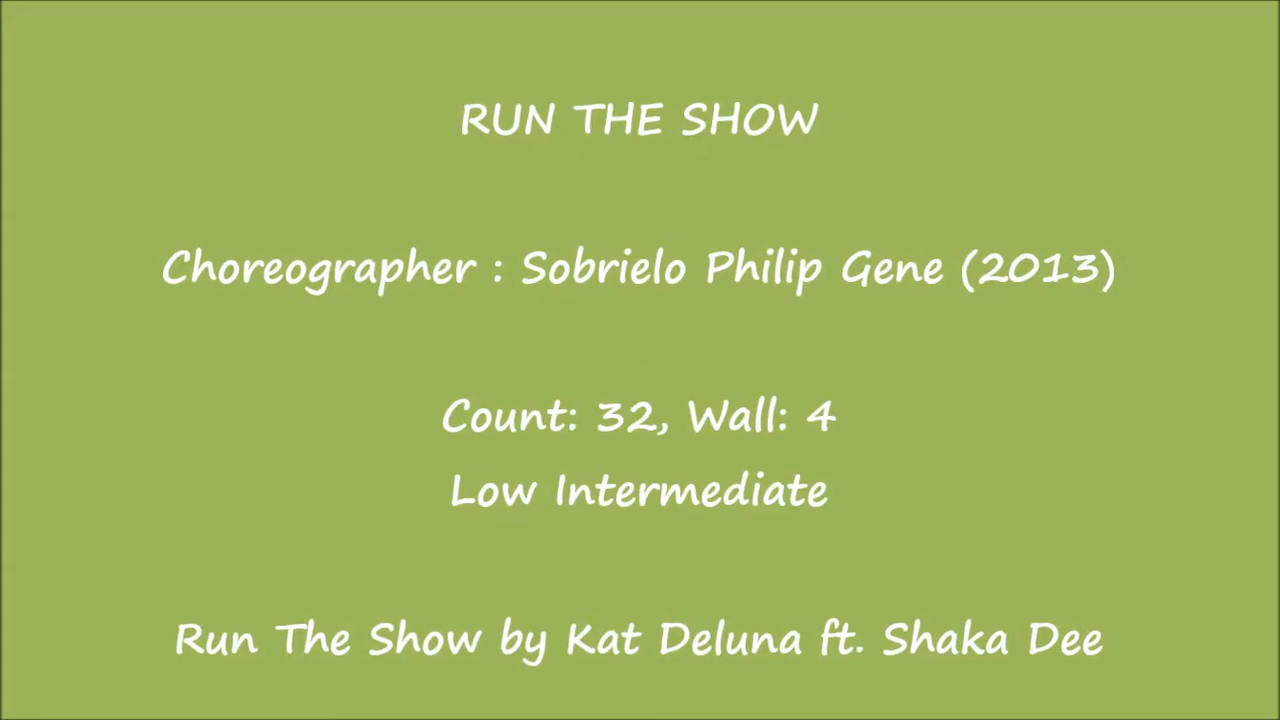 RUN THE SHOW
Choreographer : Sobrielo Philip Gene (2013)
Count: 32, Wall: 4
Low Intermediate
Run The Show by Kat Deluna ft. Shaka Dee